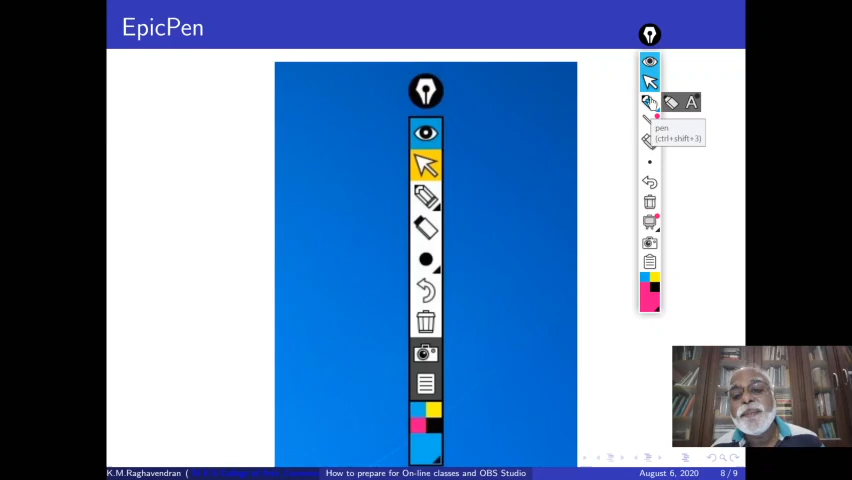 EpicPen
A
pen
(ctrl+shift+3)
K.M.Raghavendran (
How to prepare for On-line classes and OBS Studio
August 6, 2020
8 / 9